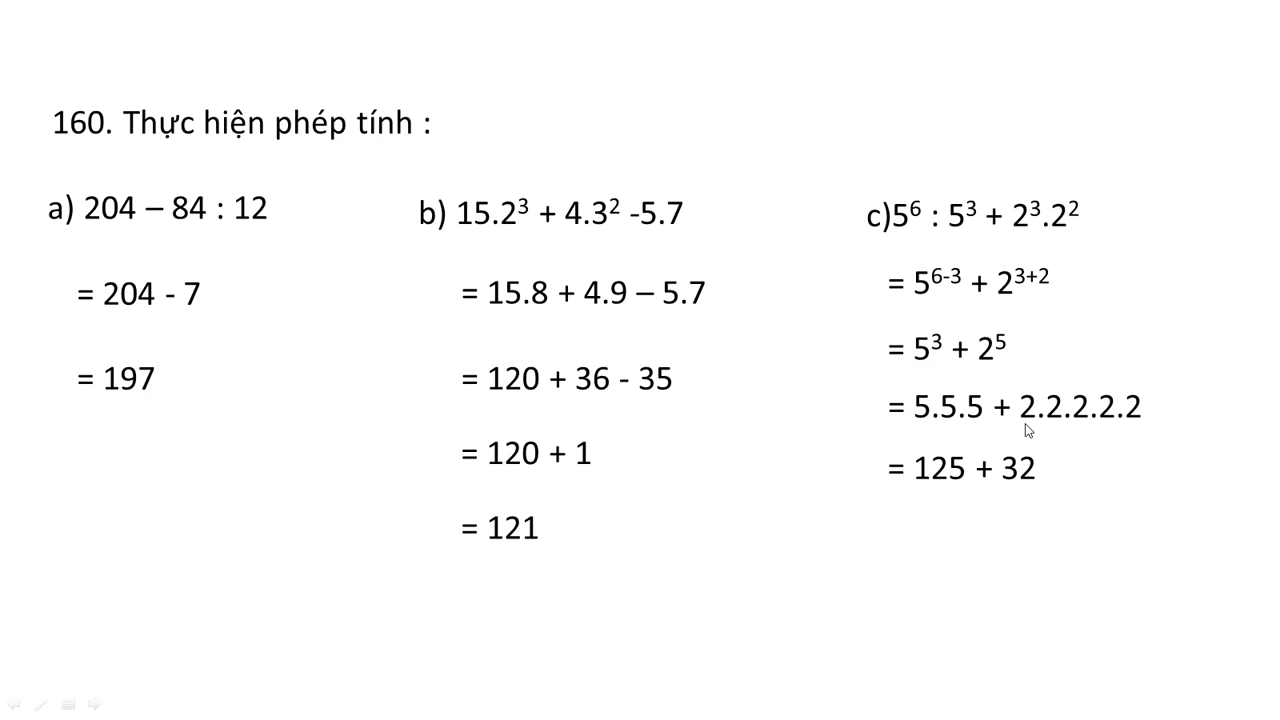 160. Thực hiện phép tính :
a) 204 – 84 : 12
= 204 - 7
= 197
b) 15.2³ + 4.3² -5.7
= 15.8 + 4.9 – 5.7
= 120 + 36 - 35
= 120 + 1
= 121
c)5⁶ : 5³ + 2³.2²
= 5⁶⁻³ + 2³⁺²
= 5³ + 2⁵
= 5.5.5 + 2.2.2.2.2
= 125 + 32